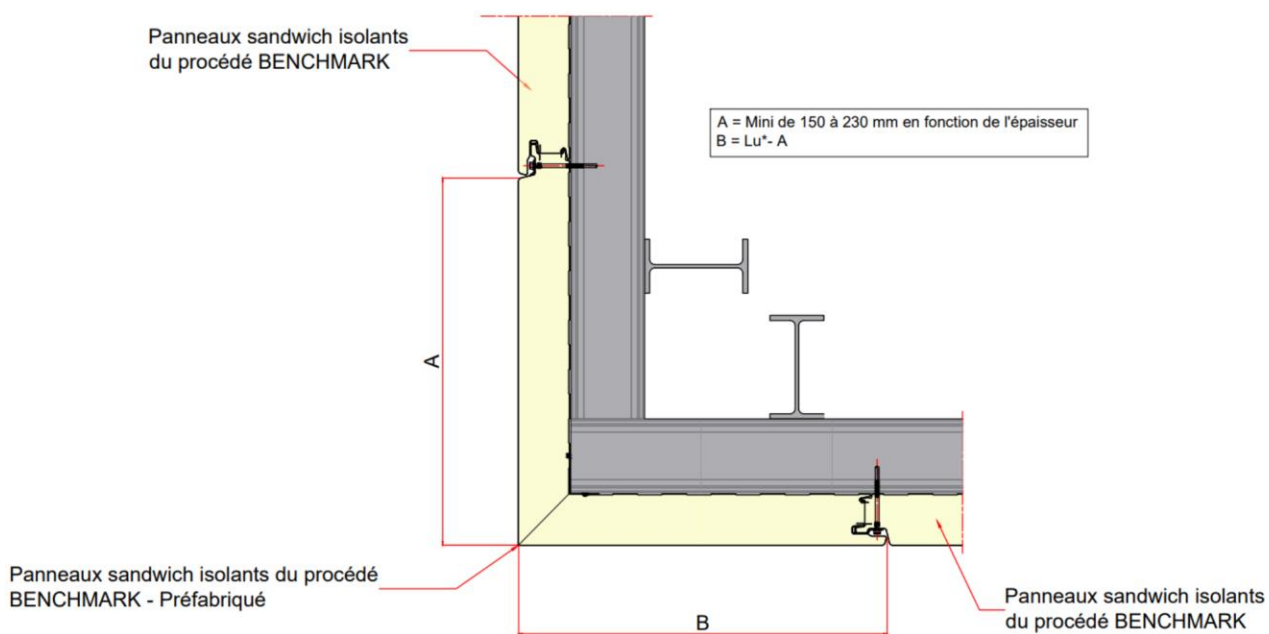 Panneaux sandwich isolants
du procédé BENCHMARK
A = Mini de 150 à 230 mm en fonction de l'épaisseur
B = Lu*- A
A
Panneaux sandwich isolants du procédé
BENCHMARK - Préfabriqué
B
Panneaux sandwich isolants
du procédé BENCHMARK